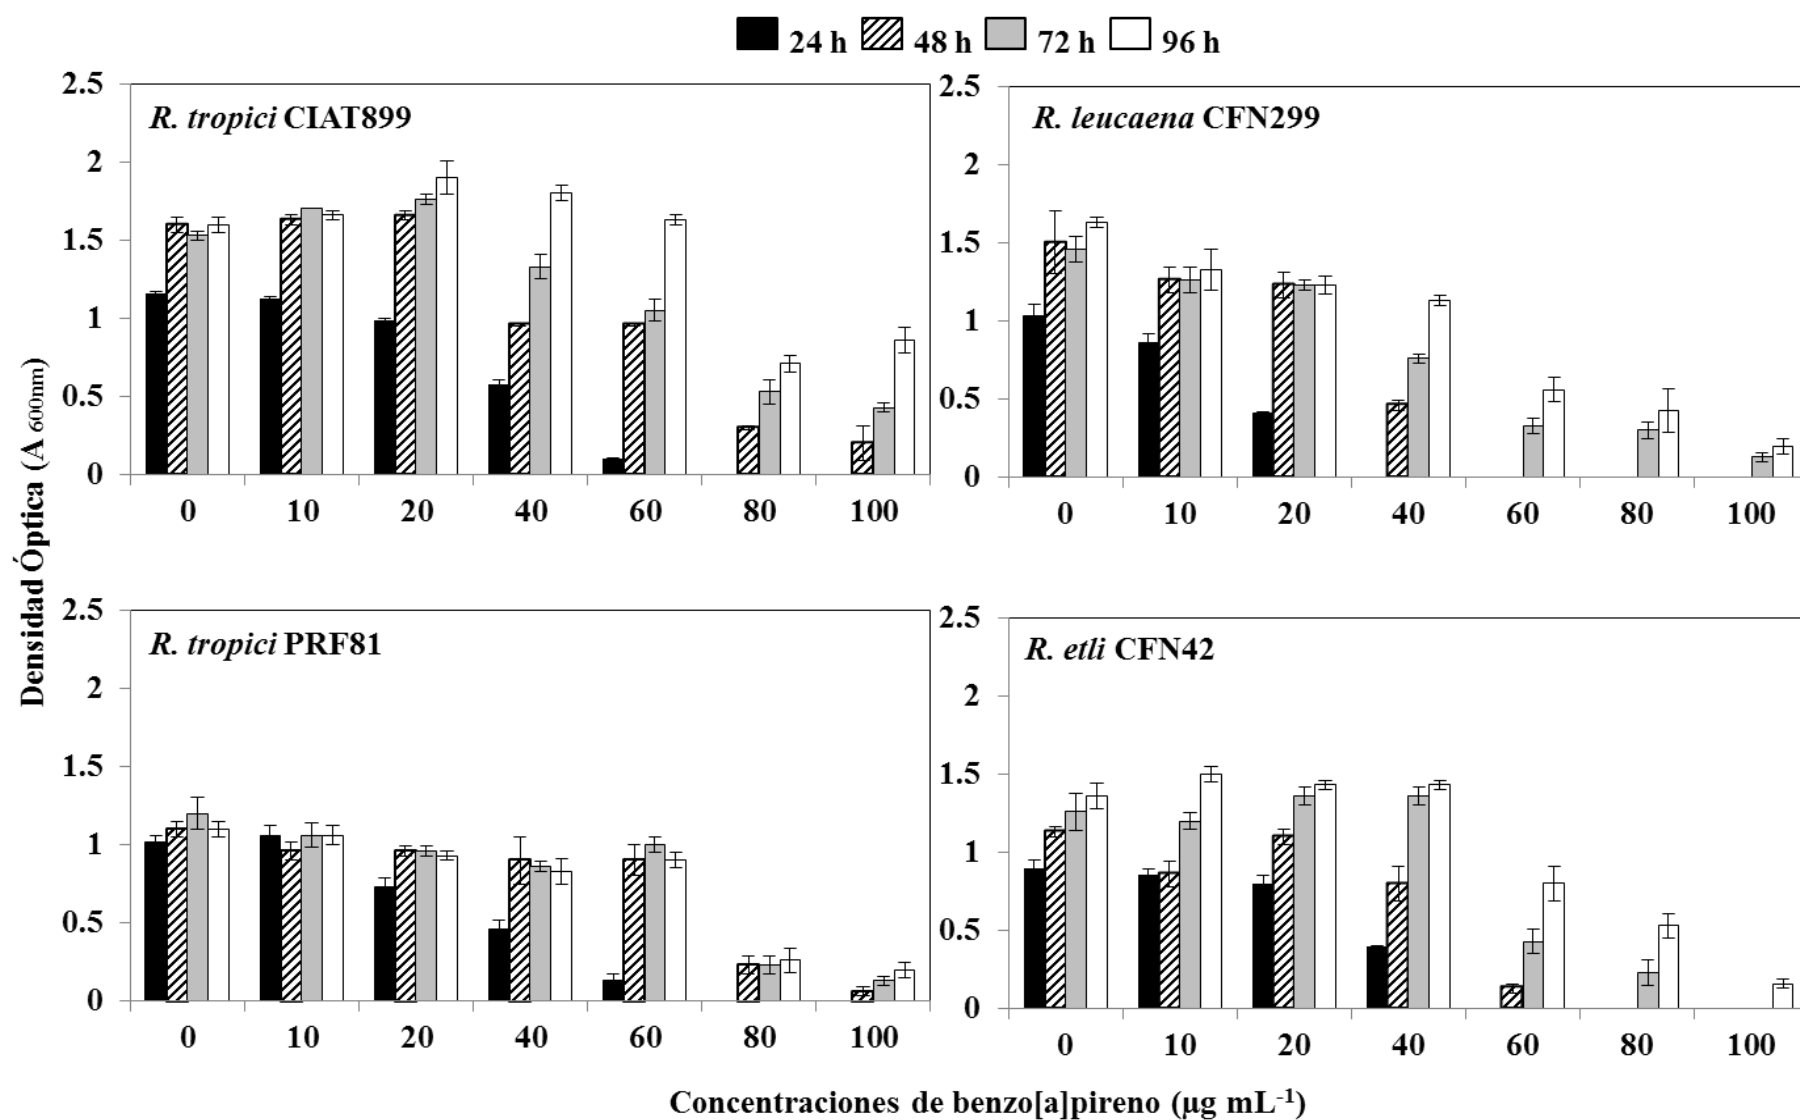 24 h 48 h 72 h 96 h
R. tropici CIAT899
2.5
2
1.5
1
0.5
0
0 10 20 40 60 80 100
R. leucaena CFN299
2.5
2
1.5
1
0.5
0
0 10 20 40 60 80 100
Densidad Óptica (A 600nm)
R. tropici PRF81
2.5
2
1.5
1
0.5
0
0 10 20 40 60 80 100
R. etli CFN42
2.5
2
1.5
1
0.5
0
0 10 20 40 60 80 100
Concentraciones de benzo[a]pireno (µg mL-1)